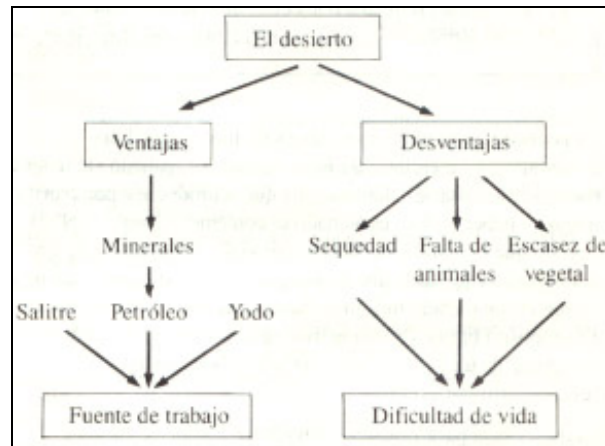 El desierto
Ventajas
Desventajas
Minerales
Sequedad
Falta de
animales
Escasez de
vegetal
Salitre
Petróleo
Yodo
Fuente de trabajo
Dificultad de vida